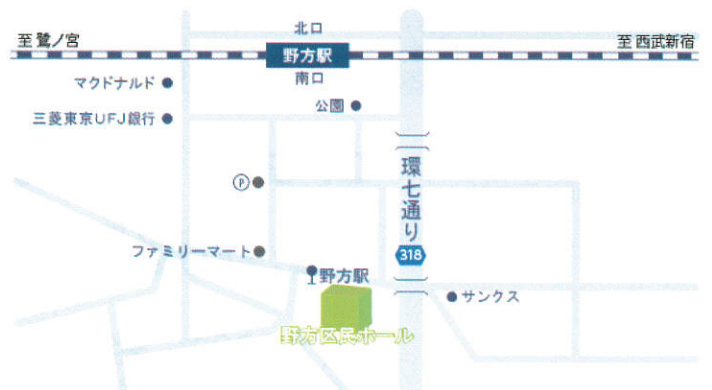 北口
至 鷺ノ宮
至 西武新宿
野方駅
南口
マクドナルド
公園
三菱東京UFJ銀行
P
環七通り
318
ファミリーマート
野方駅
サンクス
野方区民ホール